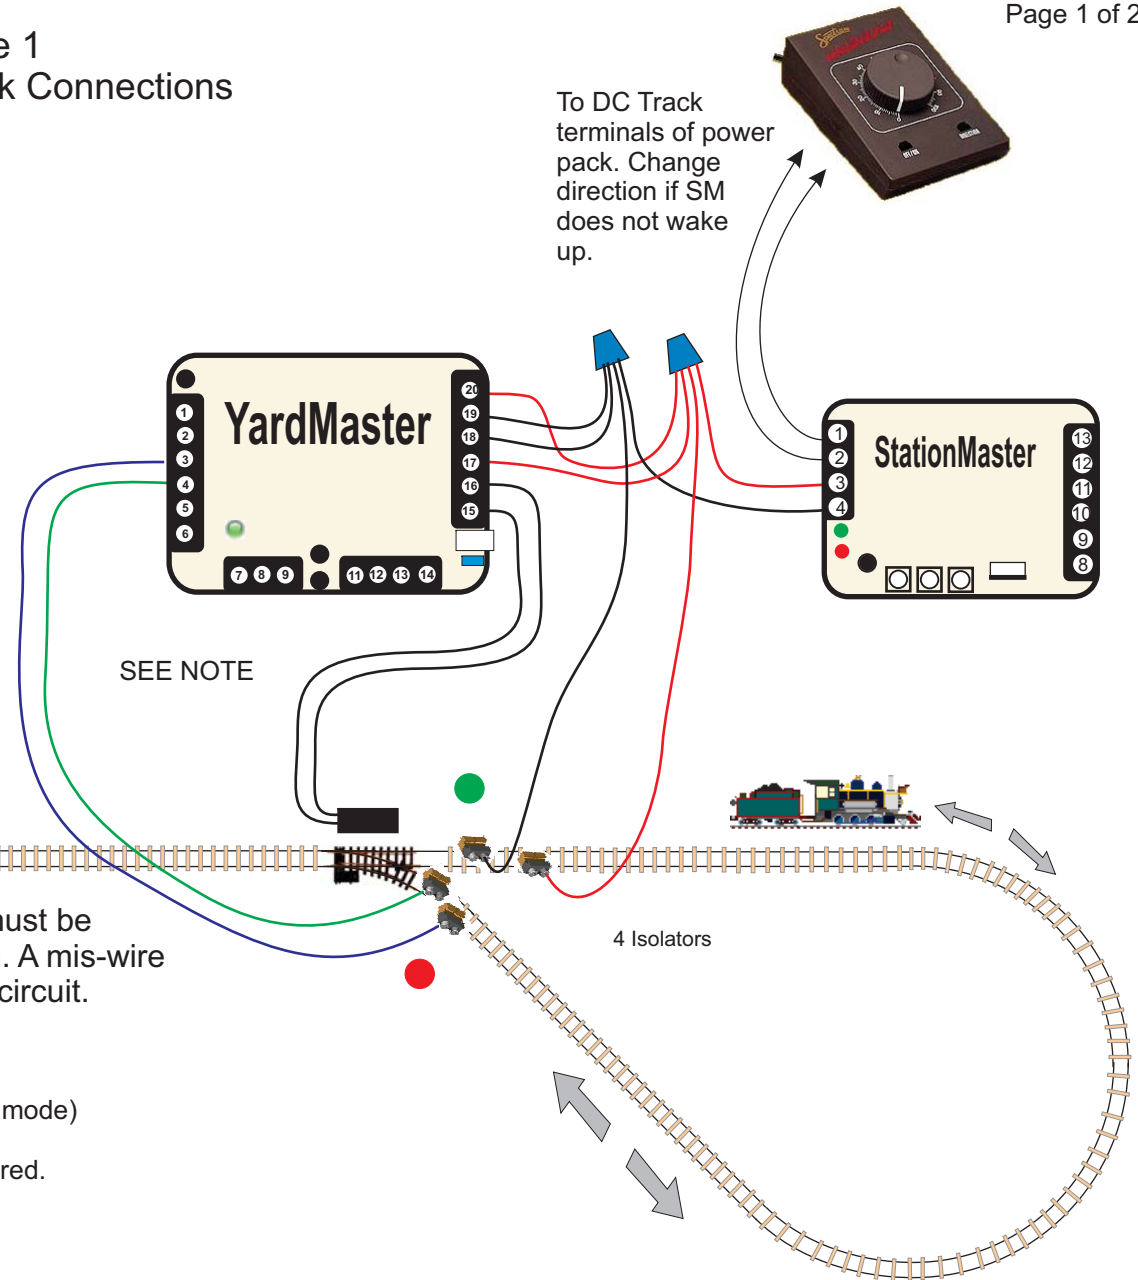 Page 1 of 2
e 1
k Connections
To DC Track
terminals of power
pack. Change
direction if SM
does not wake
up.
YardMaster
1
2
3
4
5
6
7 8 9
11 12 13 14
20
19
18
17
16
15
StationMaster
1
2
3
4
13
12
11
10
9
8
SEE NOTE
must be
. A mis-wire
circuit.
4 Isolators
mode)
red.